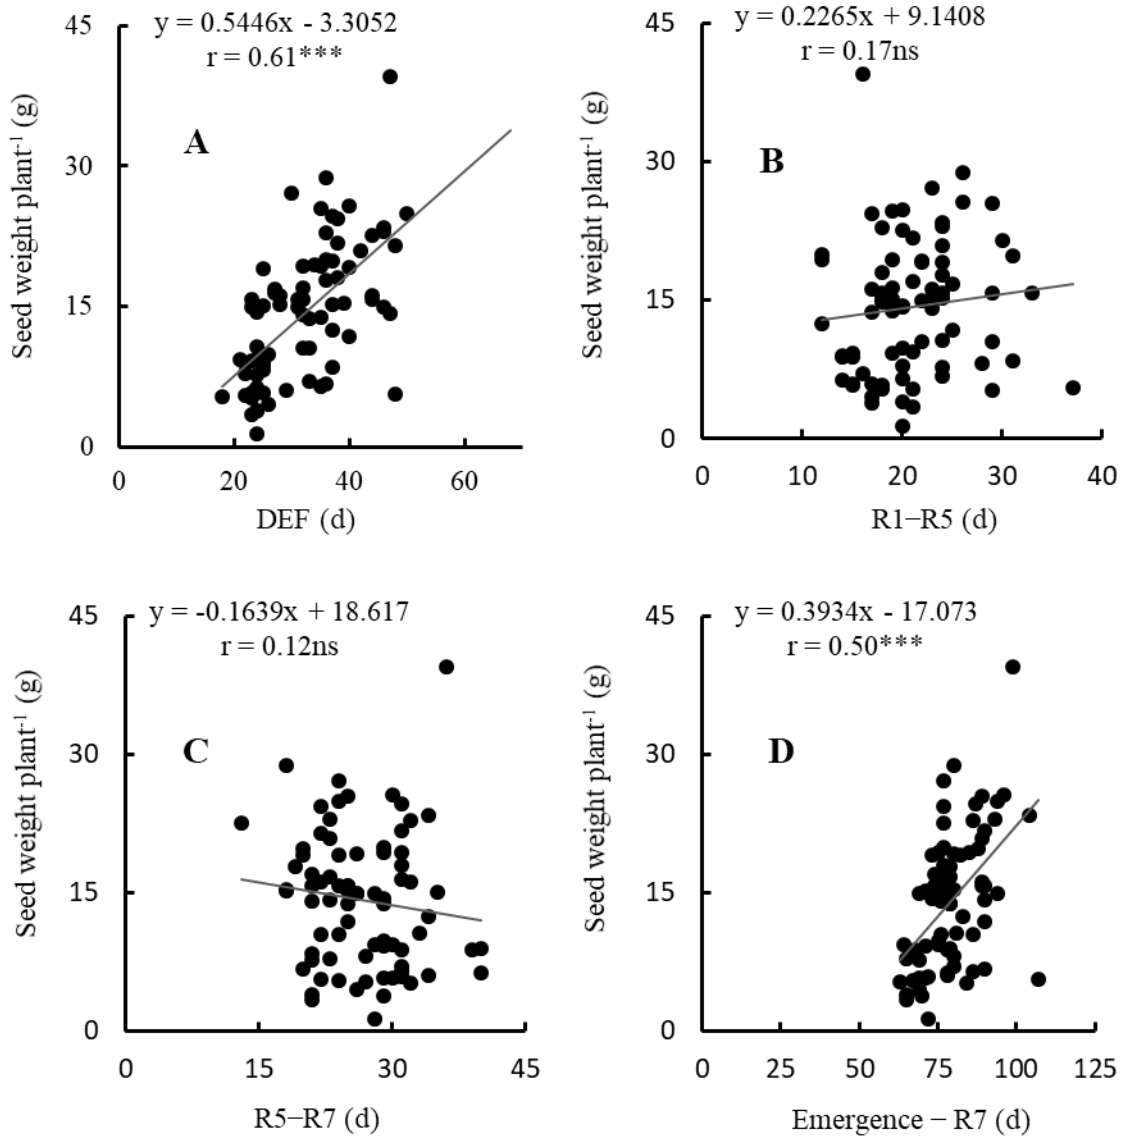 y = 0.5446x - 3.3052
r = 0.61***
A
Seed weight plant⁻¹ (g)
45
30
15
0
0 20 40 60
DEF (d)
y = 0.2265x + 9.1408
r = 0.17ns
B
Seed weight plant⁻¹ (g)
45
30
15
0
0 10 20 30 40
R1−R5 (d)
y = -0.1639x + 18.617
r = 0.12ns
C
Seed weight plant⁻¹ (g)
45
30
15
0
0 15 30 45
R5−R7 (d)
y = 0.3934x - 17.073
r = 0.50***
D
Seed weight plant⁻¹ (g)
45
30
15
0
0 25 50 75 100 125
Emergence − R7 (d)